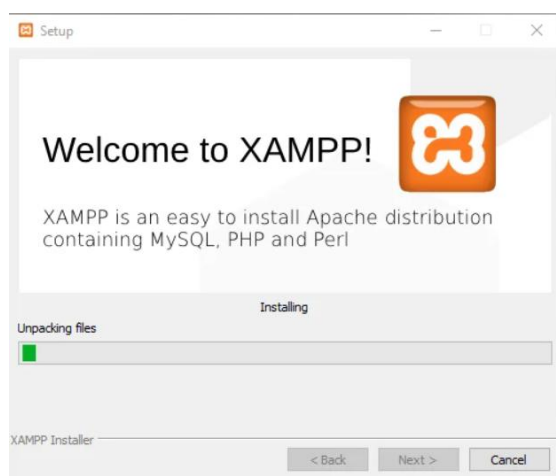 Setup
Welcome to XAMPP!
XAMPP is an easy to install Apache distribution
containing MySQL, PHP and Perl
Installing
Unpacking files
XAMPP Installer
< Back
Next >
Cancel